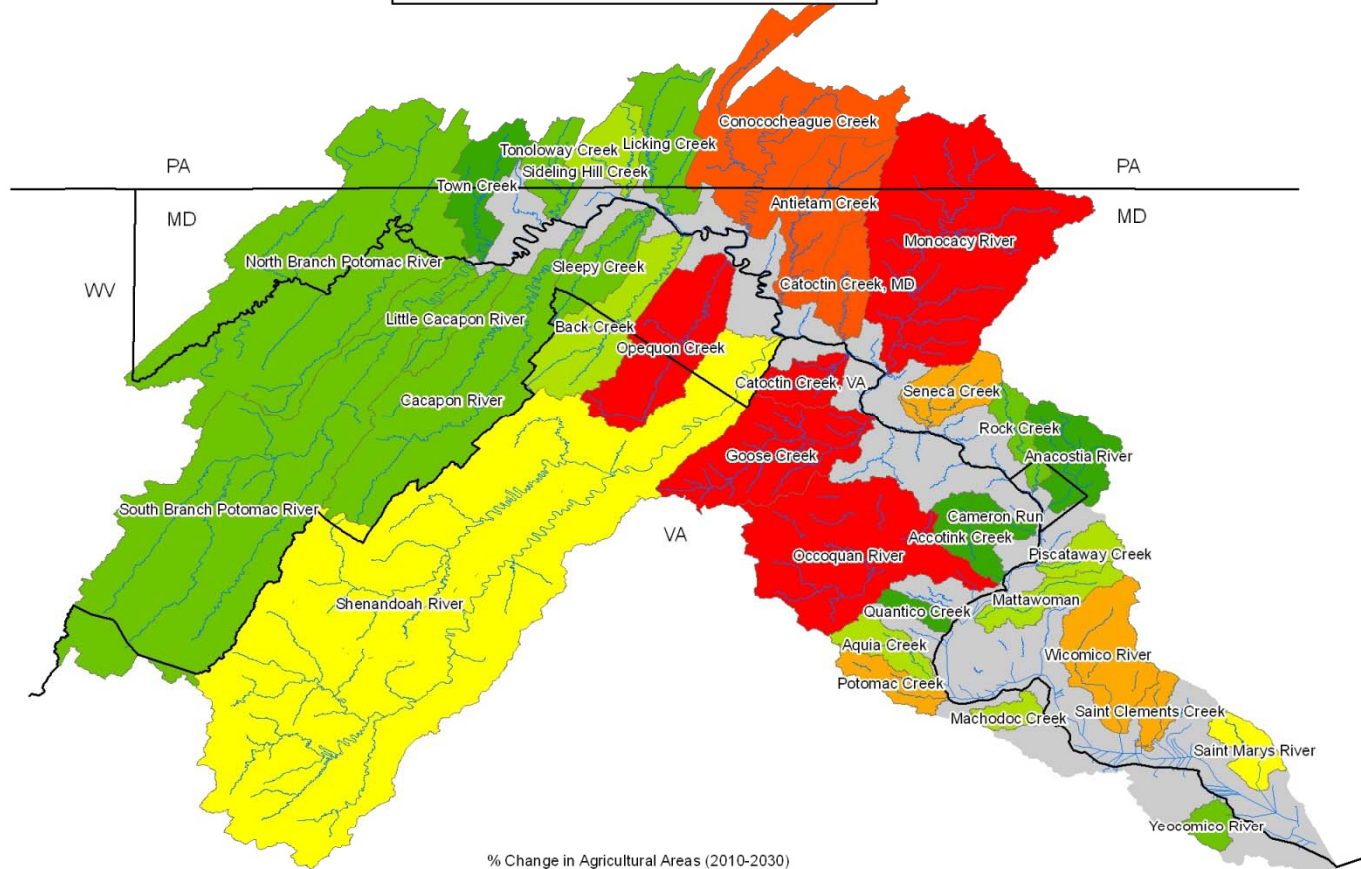 Conococheague Creek
Licking Creek
Tonoloway Creek
PA
PA
Sideling Hill Creek
Town Creek
Antietam Creek
MD
MD
Monocacy River
North Branch Potomac River
Sleepy Creek
Catoctin Creek, MD
WV
Little Cacapon River
Back Creek
Opequon Creek
Catoctin Creek, VA
Seneca Creek
Cacapon River
Rock Creek
Goose Creek
Anacostia River
South Branch Potomac River
Cameron Run
VA
Accotink Creek
Occoquan River
Piscataway Creek
Mattawoman
Shenandoah River
Quantico Creek
Aquia Creek
Wicomico River
Potomac Creek
Saint Clements Creek
Machodoc Creek
Saint Marys River
Yeocomico River
% Change in Agricultural Areas (2010-2030)